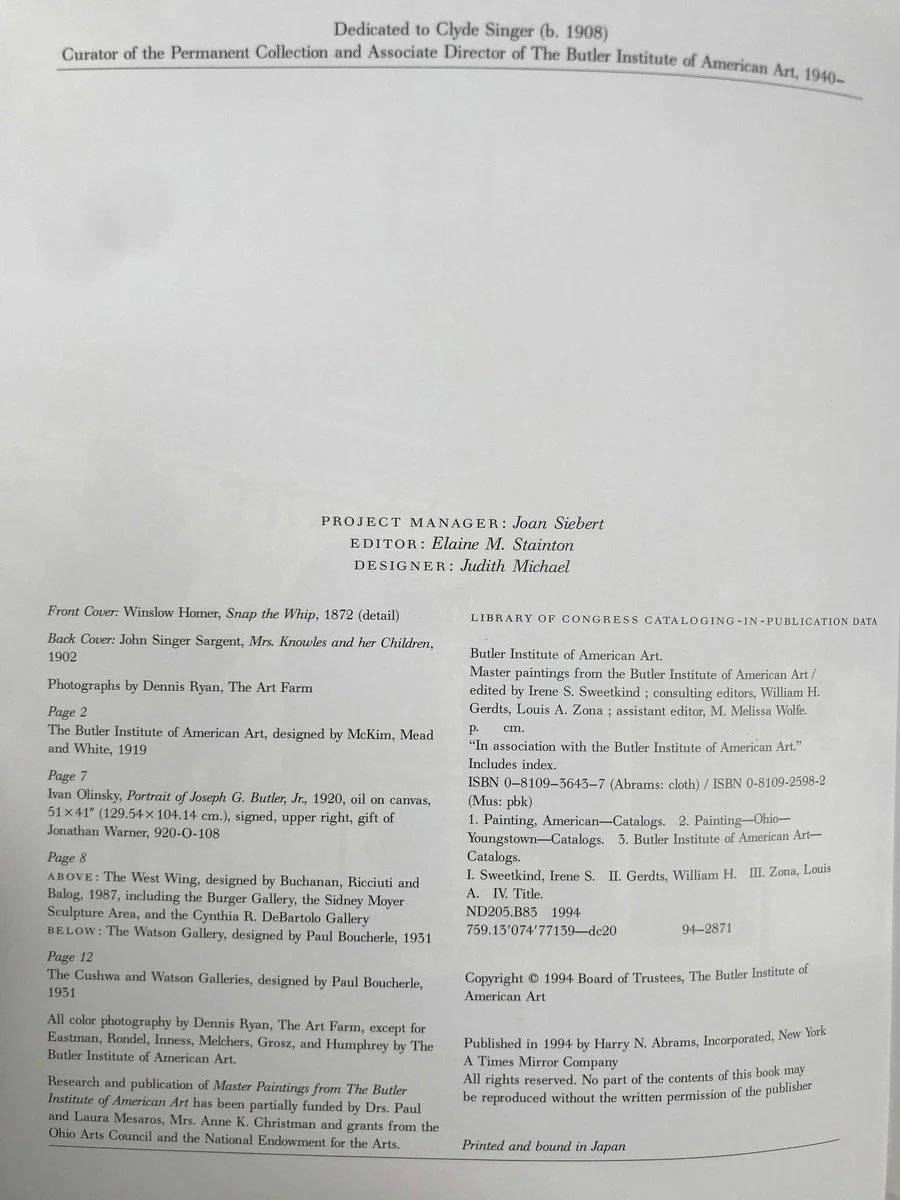 Dedicated to Clyde Singer (b. 1908)
Curator of the Permanent Collection and Associate Director of The Butler Institute of American Art, 1940–
PROJECT MANAGER: Joan Siebert
EDITOR: Elaine M. Stainton
DESIGNER: Judith Michael
Front Cover: Winslow Homer, Snap the Whip, 1872 (detail)
Back Cover: John Singer Sargent, Mrs. Knowles and her Children,
1902
Photographs by Dennis Ryan, The Art Farm
Page 2
The Butler Institute of American Art, designed by McKim, Mead
and White, 1919
Page 7
Ivan Olinsky, Portrait of Joseph G. Butler, Jr., 1920, oil on canvas,
51 × 41" (129.54 × 104.14 cm.), signed, upper right, gift of
Jonathan Warner, 920-O-108
Page 8
ABOVE: The West Wing, designed by Buchanan, Ricciuti and
Balog, 1987, including the Burger Gallery, the Sidney Moyer
Sculpture Area, and the Cynthia R. DeBartolo Gallery
BELOW: The Watson Gallery, designed by Paul Boucherle, 1931
Page 12
The Cushwa and Watson Galleries, designed by Paul Boucherle,
1931
All color photography by Dennis Ryan, The Art Farm, except for
Eastman, Rondel, Inness, Melchers, Grosz, and Humphrey by The
Butler Institute of American Art.
Research and publication of Master Paintings from The Butler
Institute of American Art has been partially funded by Drs. Paul
and Laura Mesaros, Mrs. Anne K. Christman and grants from the
Ohio Arts Council and the National Endowment for the Arts.
LIBRARY OF CONGRESS CATALOGING-IN-PUBLICATION DATA
Butler Institute of American Art.
Master paintings from the Butler Institute of American Art /
edited by Irene S. Sweetkind ; consulting editors, William H.
Gerdts, Louis A. Zona ; assistant editor, M. Melissa Wolfe.
p. cm.
“In association with the Butler Institute of American Art.”
Includes index.
ISBN 0–8109–3643–7 (Abrams: cloth) / ISBN 0-8109-2598-2
(Mus: pbk)
1. Painting, American—Catalogs. 2. Painting—Ohio—
Youngstown—Catalogs. 3. Butler Institute of American Art—
Catalogs.
I. Sweetkind, Irene S. II. Gerdts, William H. III. Zona, Louis
A. IV. Title.
ND205.B83 1994
759.13'074'77139—dc20 94–2871
Copyright © 1994 Board of Trustees, The Butler Institute of
American Art
Published in 1994 by Harry N. Abrams, Incorporated, New York
A Times Mirror Company
All rights reserved. No part of the contents of this book may
be reproduced without the written permission of the publisher
Printed and bound in Japan